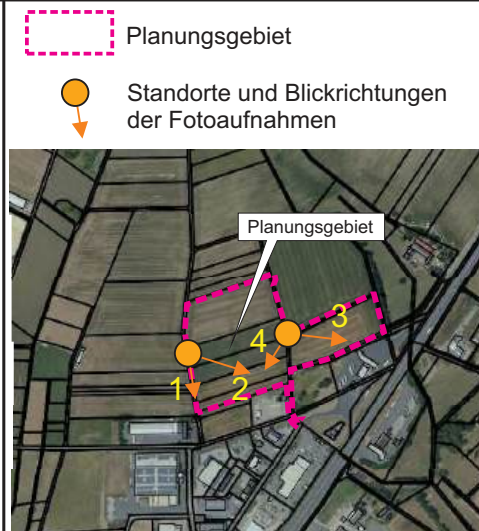 Planungsgebiet
Standorte und Blickrichtungen
der Fotoaufnahmen
Planungsgebiet
3
4
1
2